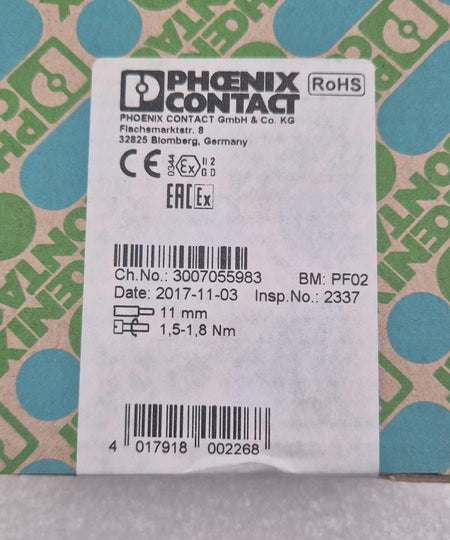 PHŒNIX
CONTACT
RoHS
PHOENIX CONTACT GmbH & Co. KG
Flachsmarktstr. 8
32825 Blomberg, Germany
CE 0344 Ex II 2
G D
EAC Ex
Ch.No.: 3007055983 BM: PF02
Date: 2017-11-03 Insp.No.: 2337
11 mm
1,5-1,8 Nm
4 017918 002268